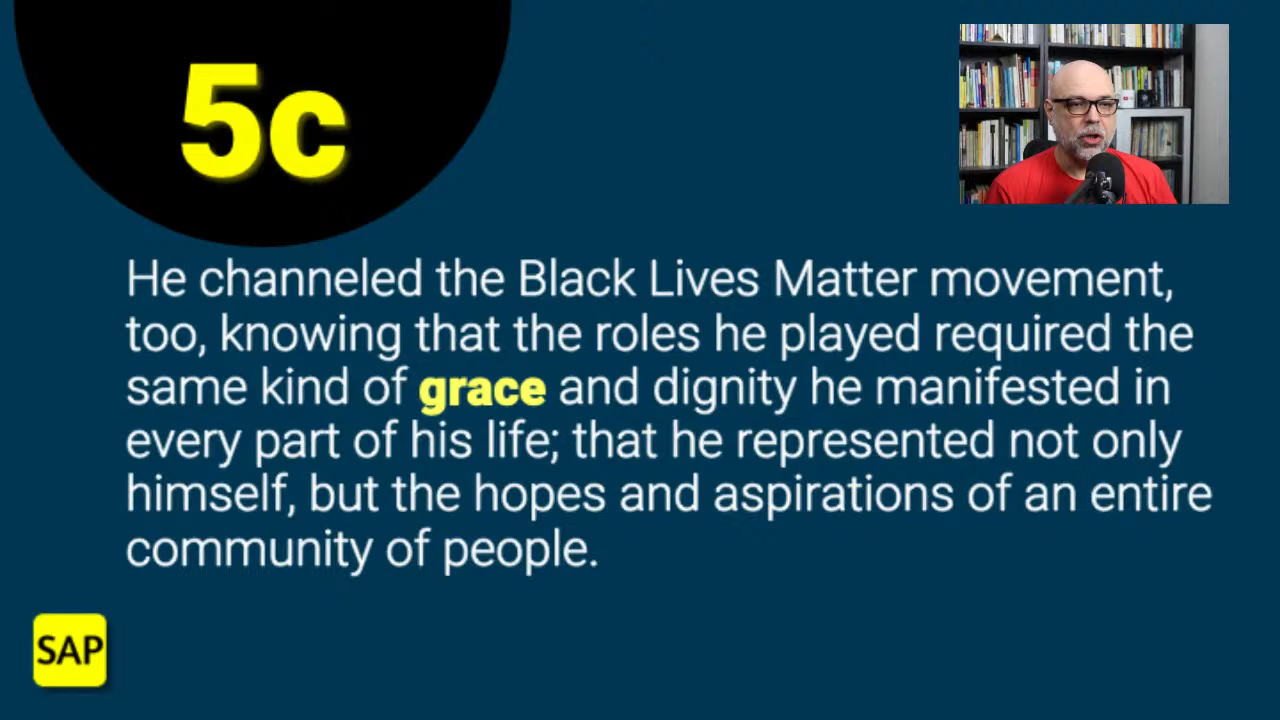 5c
He channeled the Black Lives Matter movement,
too, knowing that the roles he played required the
same kind of grace and dignity he manifested in
every part of his life; that he represented not only
himself, but the hopes and aspirations of an entire
community of people.
SAP